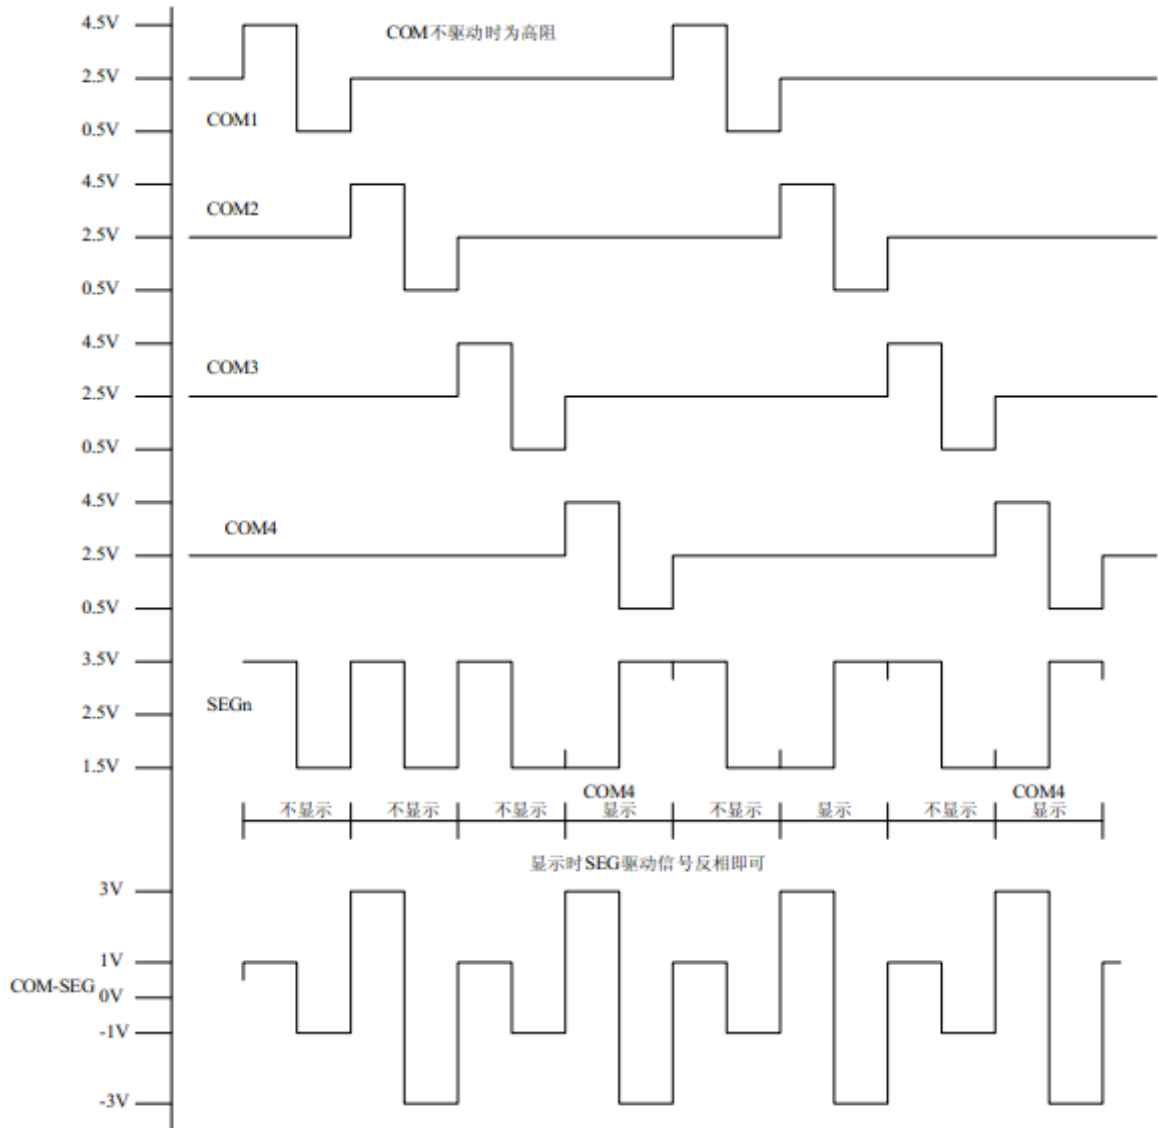 4.5V
COM不驱动时为高阻
2.5V
COM1
0.5V
4.5V
COM2
2.5V
0.5V
4.5V
COM3
2.5V
0.5V
4.5V
COM4
2.5V
0.5V
3.5V
SEGn
2.5V
1.5V
COM4 COM4
不显示 不显示 不显示 显示 不显示 显示 不显示 显示
显示时SEG驱动信号反相即可
3V
1V
COM-SEG 0V
-1V
-3V